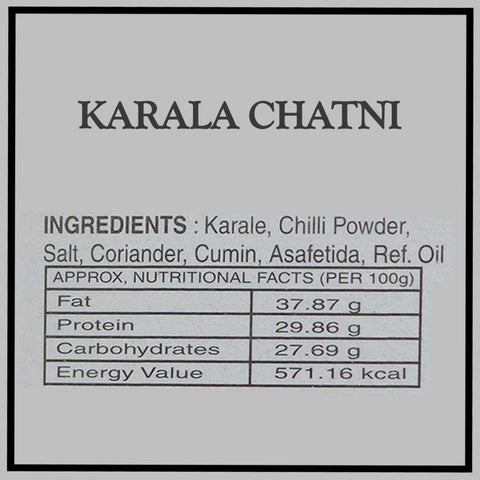 KARALA CHATNI
INGREDIENTS : Karale, Chilli Powder,
Salt, Coriander, Cumin, Asafetida, Ref. Oil
APPROX, NUTRITIONAL FACTS (PER 100g)
Fat 37.87 g
Protein 29.86 g
Carbohydrates 27.69 g
Energy Value 571.16 kcal